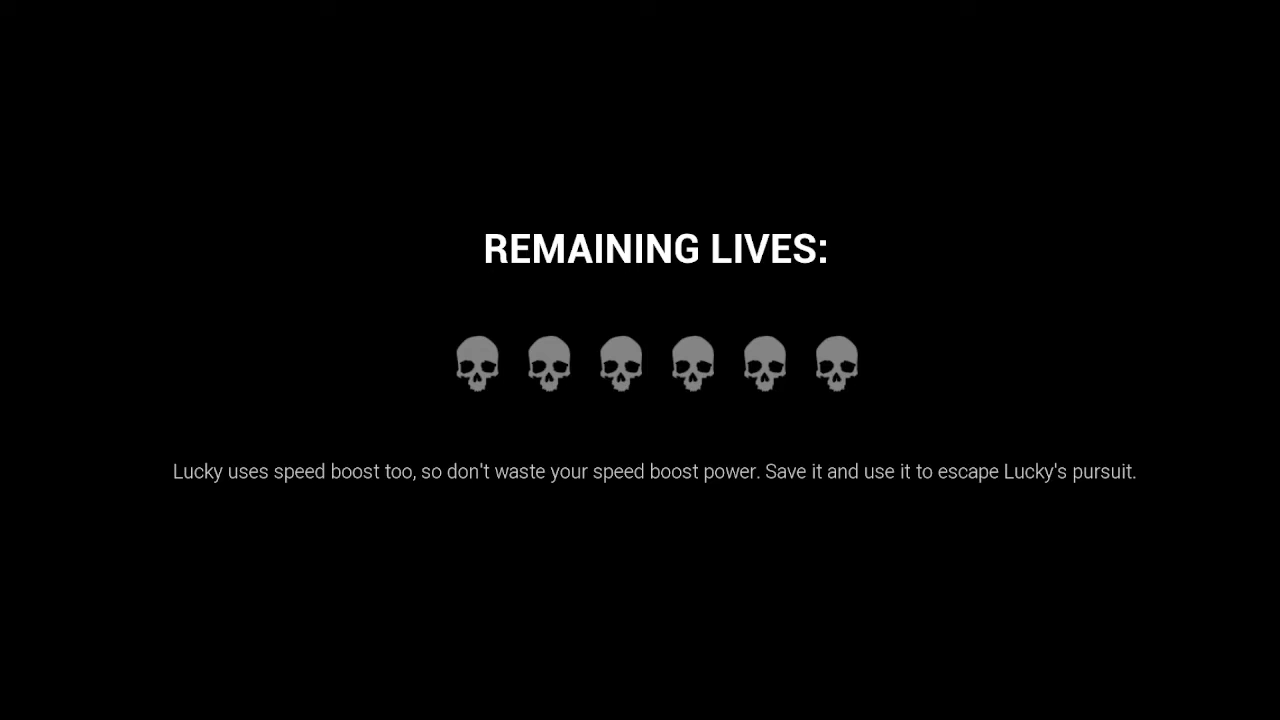 REMAINING LIVES:
Lucky uses speed boost too, so don't waste your speed boost power. Save it and use it to escape Lucky's pursuit.